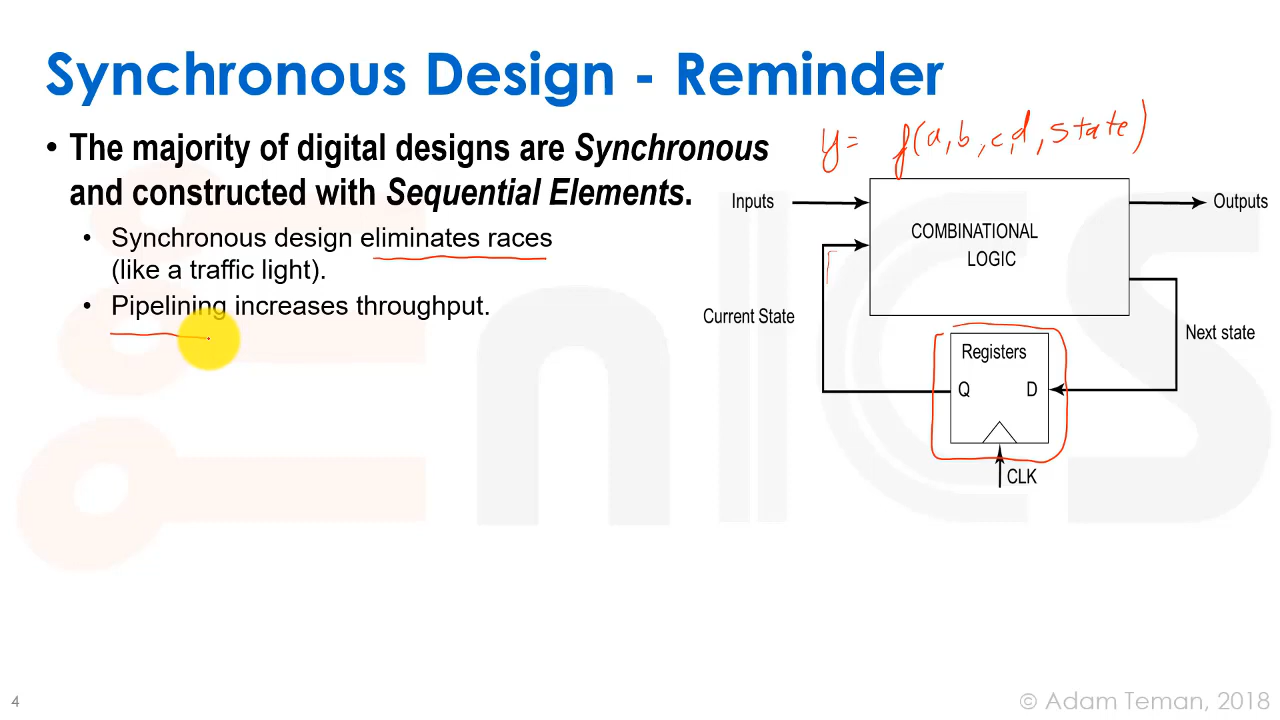 Synchronous Design - Reminder
• The majority of digital designs are Synchronous
and constructed with Sequential Elements.
• Synchronous design eliminates races
(like a traffic light).
• Pipelining increases throughput.
y= f(a,b,c,d,state)
Inputs
COMBINATIONAL
LOGIC
Outputs
Current State
Next state
Registers
Q D
CLK
enICS
4
© Adam Teman, 2018